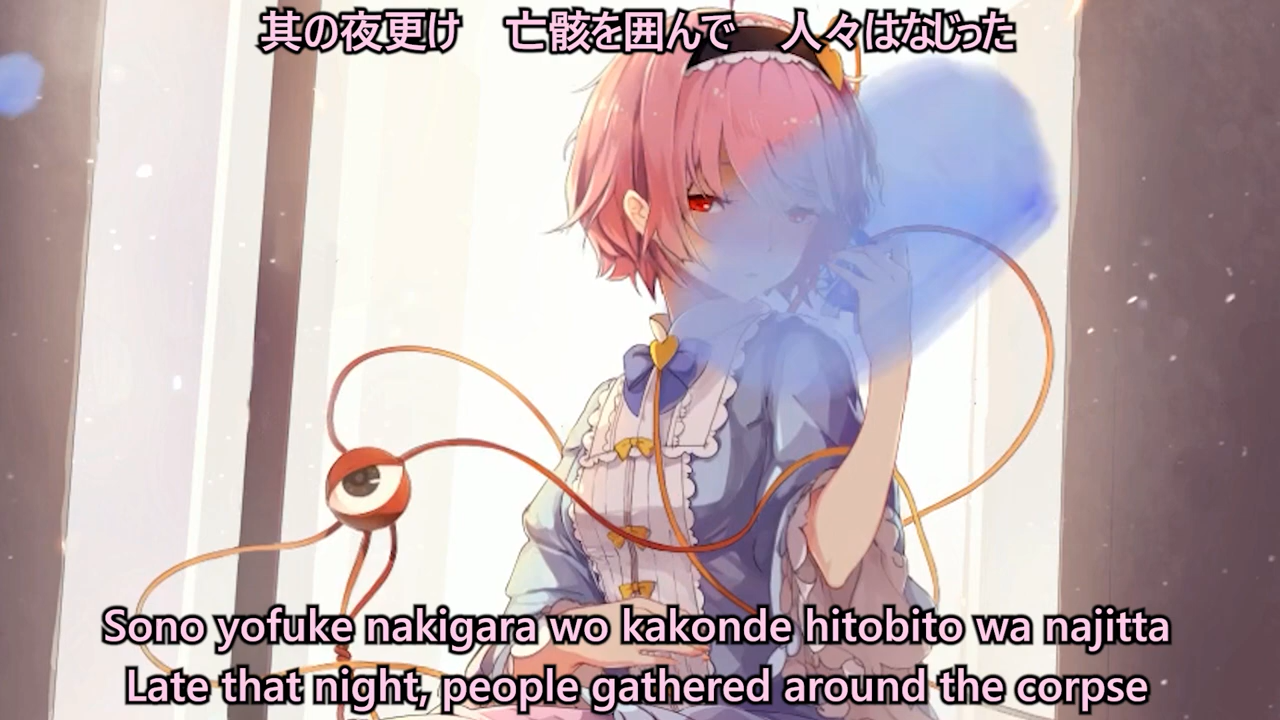 其の夜更け　亡骸を囲んで　人々はなじった
Sono yofuke nakigara wo kakonde hitobito wa najitta
Late that night, people gathered around the corpse